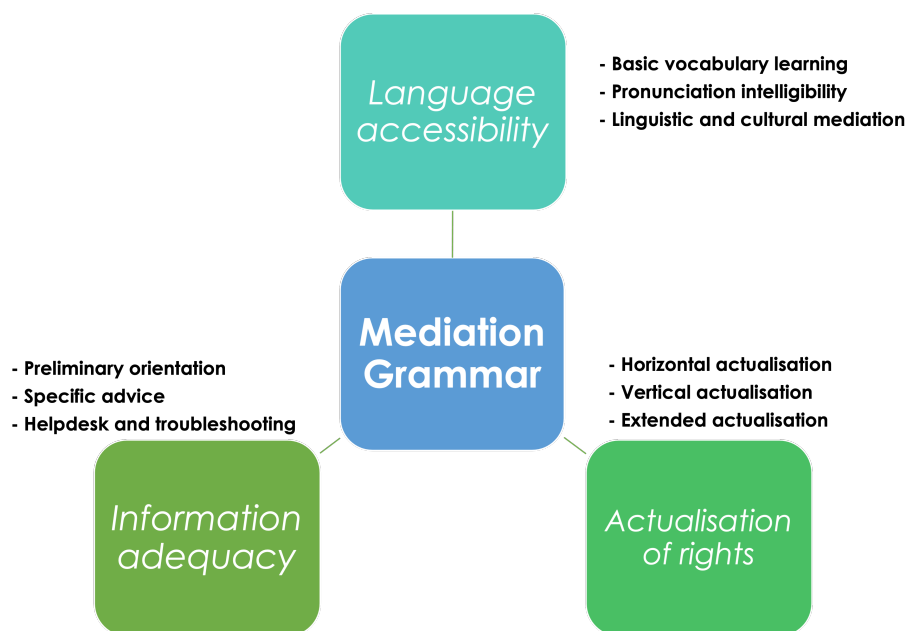 Language
accessibility
- Basic vocabulary learning
- Pronunciation intelligibility
- Linguistic and cultural mediation
Mediation
Grammar
- Preliminary orientation
- Specific advice
- Helpdesk and troubleshooting
Information
adequacy
- Horizontal actualisation
- Vertical actualisation
- Extended actualisation
Actualisation
of rights